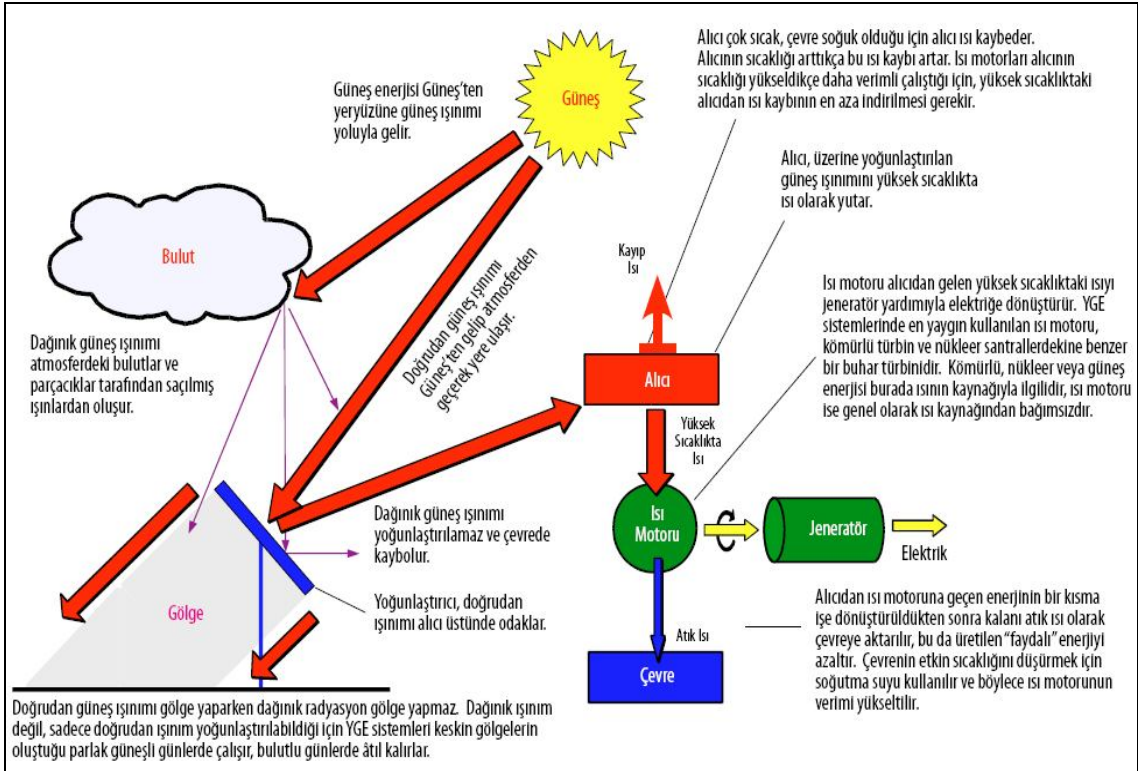 Alıcı çok sıcak, çevre soğuk olduğu için alıcı ısı kaybeder.
Alıcının sıcaklığı arttıkça bu ısı kaybı artar. Isı motorları alıcının
sıcaklığı yükseldikçe daha verimli çalıştığı için, yüksek sıcaklıktaki
alıcıdan ısı kaybının en aza indirilmesi gerekir.
Güneş enerjisi Güneş'ten
yeryüzüne güneş ışınımı
yoluyla gelir.
Güneş
Alıcı, üzerine yoğunlaştırılan
güneş ışınımını yüksek sıcaklıkta
ısı olarak yutar.
Bulut
Kayıp
Isı
Doğrudan güneş ışınımı
Güneş'ten gelip atmosferden
geçerek yere ulaşır.
Isı motoru alıcıdan gelen yüksek sıcaklıktaki ısıyı
jeneratör yardımıyla elektriğe dönüştürür. YGE
sistemlerinde en yaygın kullanılan ısı motoru,
kömürlü türbin ve nükleer santrallerdekine benzer
bir buhar türbinidir. Kömürlü, nükleer veya güneş
enerjisi burada ısının kaynağıyla ilgilidir, ısı motoru
ise genel olarak ısı kaynağından bağımsızdır.
Dağınık güneş ışınımı
atmosferdeki bulutlar ve
parçacıklar tarafından saçılmış
ışınlardan oluşur.
Alıcı
Yüksek
Sıcaklıkta
Isı
Dağınık güneş ışınımı
yoğunlaştırılamaz ve çevrede
kaybolur.
Isı
Motoru
Jeneratör
Elektrik
Gölge
Yoğunlaştırıcı, doğrudan
ışınımı alıcı üstünde odaklar.
Atık Isı
Çevre
Alıcıdan ısı motoruna geçen enerjinin bir kısma
işe dönüştürüldükten sonra kalanı atık ısı olarak
çevreye aktarılır, bu da üretilen "faydalı" enerjiyi
azaltır. Çevrenin etkin sıcaklığını düşürmek için
soğutma suyu kullanılır ve böylece ısı motorunun
verimi yükseltilir.
Doğrudan güneş ışınımı gölge yaparken dağınık radyasyon gölge yapmaz. Dağınık ışınım
değil, sadece doğrudan ışınım yoğunlaştırılabildiği için YGE sistemleri keskin gölgelerin
oluştuğu parlak güneşli günlerde çalışır, bulutlu günlerde âtıl kalırlar.